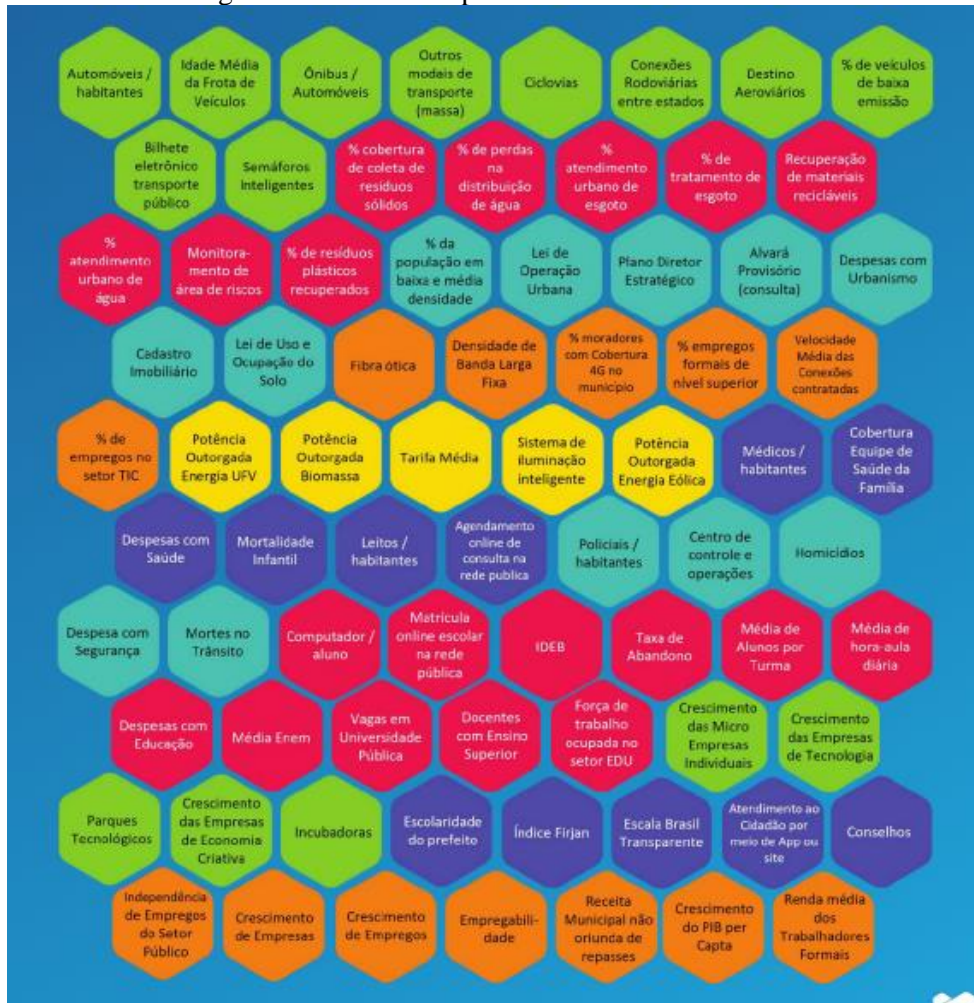 Automóveis /
habitantes
Idade Média
da Frota de
Veículos
Ônibus /
Automóveis
Outros
modais de
transporte
(massa)
Ciclovias
Conexões
Rodoviárias
entre estados
Destino
Aeroviários
% de veículos
de baixa
emissão
Bilhete
eletrônico
transporte
público
Semáforos
Inteligentes
% cobertura
de coleta de
resíduos
sólidos
% de perdas
na
distribuição
de água
%
atendimento
urbano de
esgoto
% de
tratamento de
esgoto
Recuperação
de materiais
recicláveis
%
atendimento
urbano de
água
Monitora-
mento de
área de riscos
% de resíduos
plásticos
recuperados
% da
população em
baixa e média
densidade
Lei de
Operação
Urbana
Plano Diretor
Estratégico
Alvará
Provisório
(consulta)
Despesas com
Urbanismo
Cadastro
Imobiliário
Lei de Uso e
Ocupação do
Solo
Fibra ótica
Densidade de
Banda Larga
Fixa
% moradores
com Cobertura
4G no
município
% empregos
formais de
nível superior
Velocidade
Média das
Conexões
contratadas
% de
empregos no
setor TIC
Potência
Outorgada
Energia UFV
Potência
Outorgada
Biomassa
Tarifa Média
Sistema de
iluminação
inteligente
Potência
Outorgada
Energia Eólica
Médicos /
habitantes
Cobertura
Equipe de
Saúde da
Família
Despesas com
Saúde
Mortalidade
Infantil
Leitos /
habitantes
Agendamento
online de
consulta na
rede publica
Policiais /
habitantes
Centro de
controle e
operações
Homicídios
Despesa com
Segurança
Mortes no
Trânsito
Computador /
aluno
Matrícula
online escolar
na rede
pública
IDEB
Taxa de
Abandono
Média de
Alunos por
Turma
Média de
hora-aula
diária
Despesas com
Educação
Média Enem
Vagas em
Universidade
Pública
Docentes
com Ensino
Superior
Força de
trabalho
ocupada no
setor EDU
Crescimento
das Micro
Empresas
Individuais
Crescimento
das Empresas
de Tecnologia
Parques
Tecnológicos
Crescimento
das Empresas
de Economia
Criativa
Incubadoras
Escolaridade
do prefeito
Índice Firjan
Escala Brasil
Transparente
Atendimento ao
Cidadão por
meio de App ou
site
Conselhos
Independência
de Empregos
do Setor
Público
Crescimento
de Empresas
Crescimento
de Empregos
Empregabili-
dade
Receita
Municipal não
oriunda de
repasses
Crescimento
do PIB per
Capta
Renda média
dos
Trabalhadores
Formais